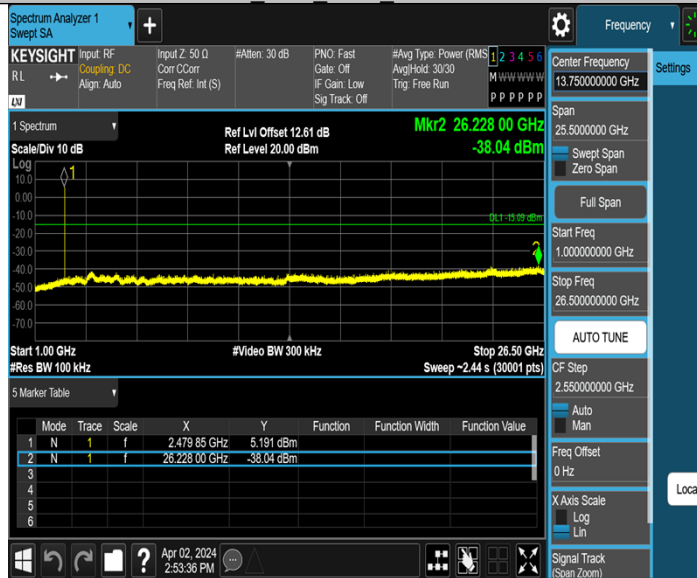 Spectrum Analyzer 1
Swept SA
+
Frequency
KEYSIGHT
RL
LXI
Input: RF
Coupling: DC
Align: Auto
Input Z: 50 Ω
Corr CCorr
Freq Ref: Int (S)
#Atten: 30 dB
PNO: Fast
Gate: Off
IF Gain: Low
Sig Track: Off
#Avg Type: Power (RMS
Avg|Hold: 30/30
Trig: Free Run
1 2 3 4 5 6
M W W W W W
P P P P P P
1 Spectrum
Scale/Div 10 dB
Ref Lvl Offset 12.61 dB
Ref Level 20.00 dBm
Mkr2 26.228 00 GHz
-38.04 dBm
Log
10.0
0.00
-10.0
-20.0
-30.0
-40.0
-50.0
-60.0
-70.0
1
DL1 -15.09 dBm
2
Start 1.00 GHz
#Res BW 100 kHz
#Video BW 300 kHz
Stop 26.50 GHz
Sweep ~2.44 s (30001 pts)
5 Marker Table
Mode Trace Scale X Y Function Function Width Function Value
1 N 1 f 2.479 85 GHz 5.191 dBm
2 N 1 f 26.228 00 GHz -38.04 dBm
3
4
5
6
?
Apr 02, 2024
2:53:36 PM
Center Frequency
13.750000000 GHz
Settings
Span
25.5000000 GHz
Swept Span
Zero Span
Full Span
Start Freq
1.000000000 GHz
Stop Freq
26.500000000 GHz
AUTO TUNE
CF Step
2.550000000 GHz
Auto
Man
Freq Offset
0 Hz
Loca
X Axis Scale
Log
Lin
Signal Track
(Span Zoom)